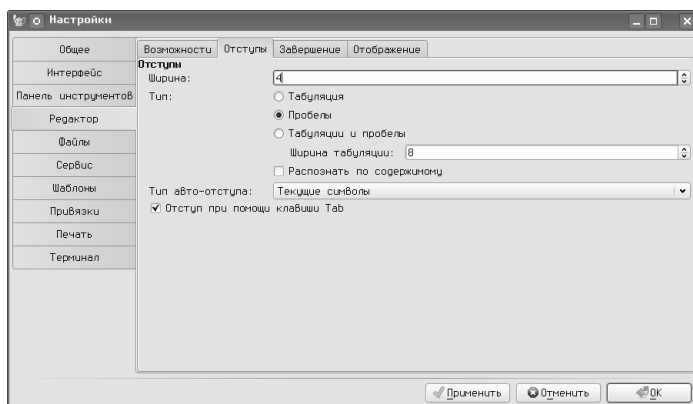 Настройки
Общее
Интерфейс
Панель инструментов
Редактор
Файлы
Сервис
Шаблоны
Привязки
Печать
Терминал
Возможности Отступы Завершение Отображение
Отступы
Ширина: 4
Тип: Табуляция
Пробелы
Табуляции и пробелы
Ширина табуляции: 8
Распознать по содержимому
Тип авто-отступа: Текущие символы
Отступ при помощи клавиши Tab
Применить Отменить OK